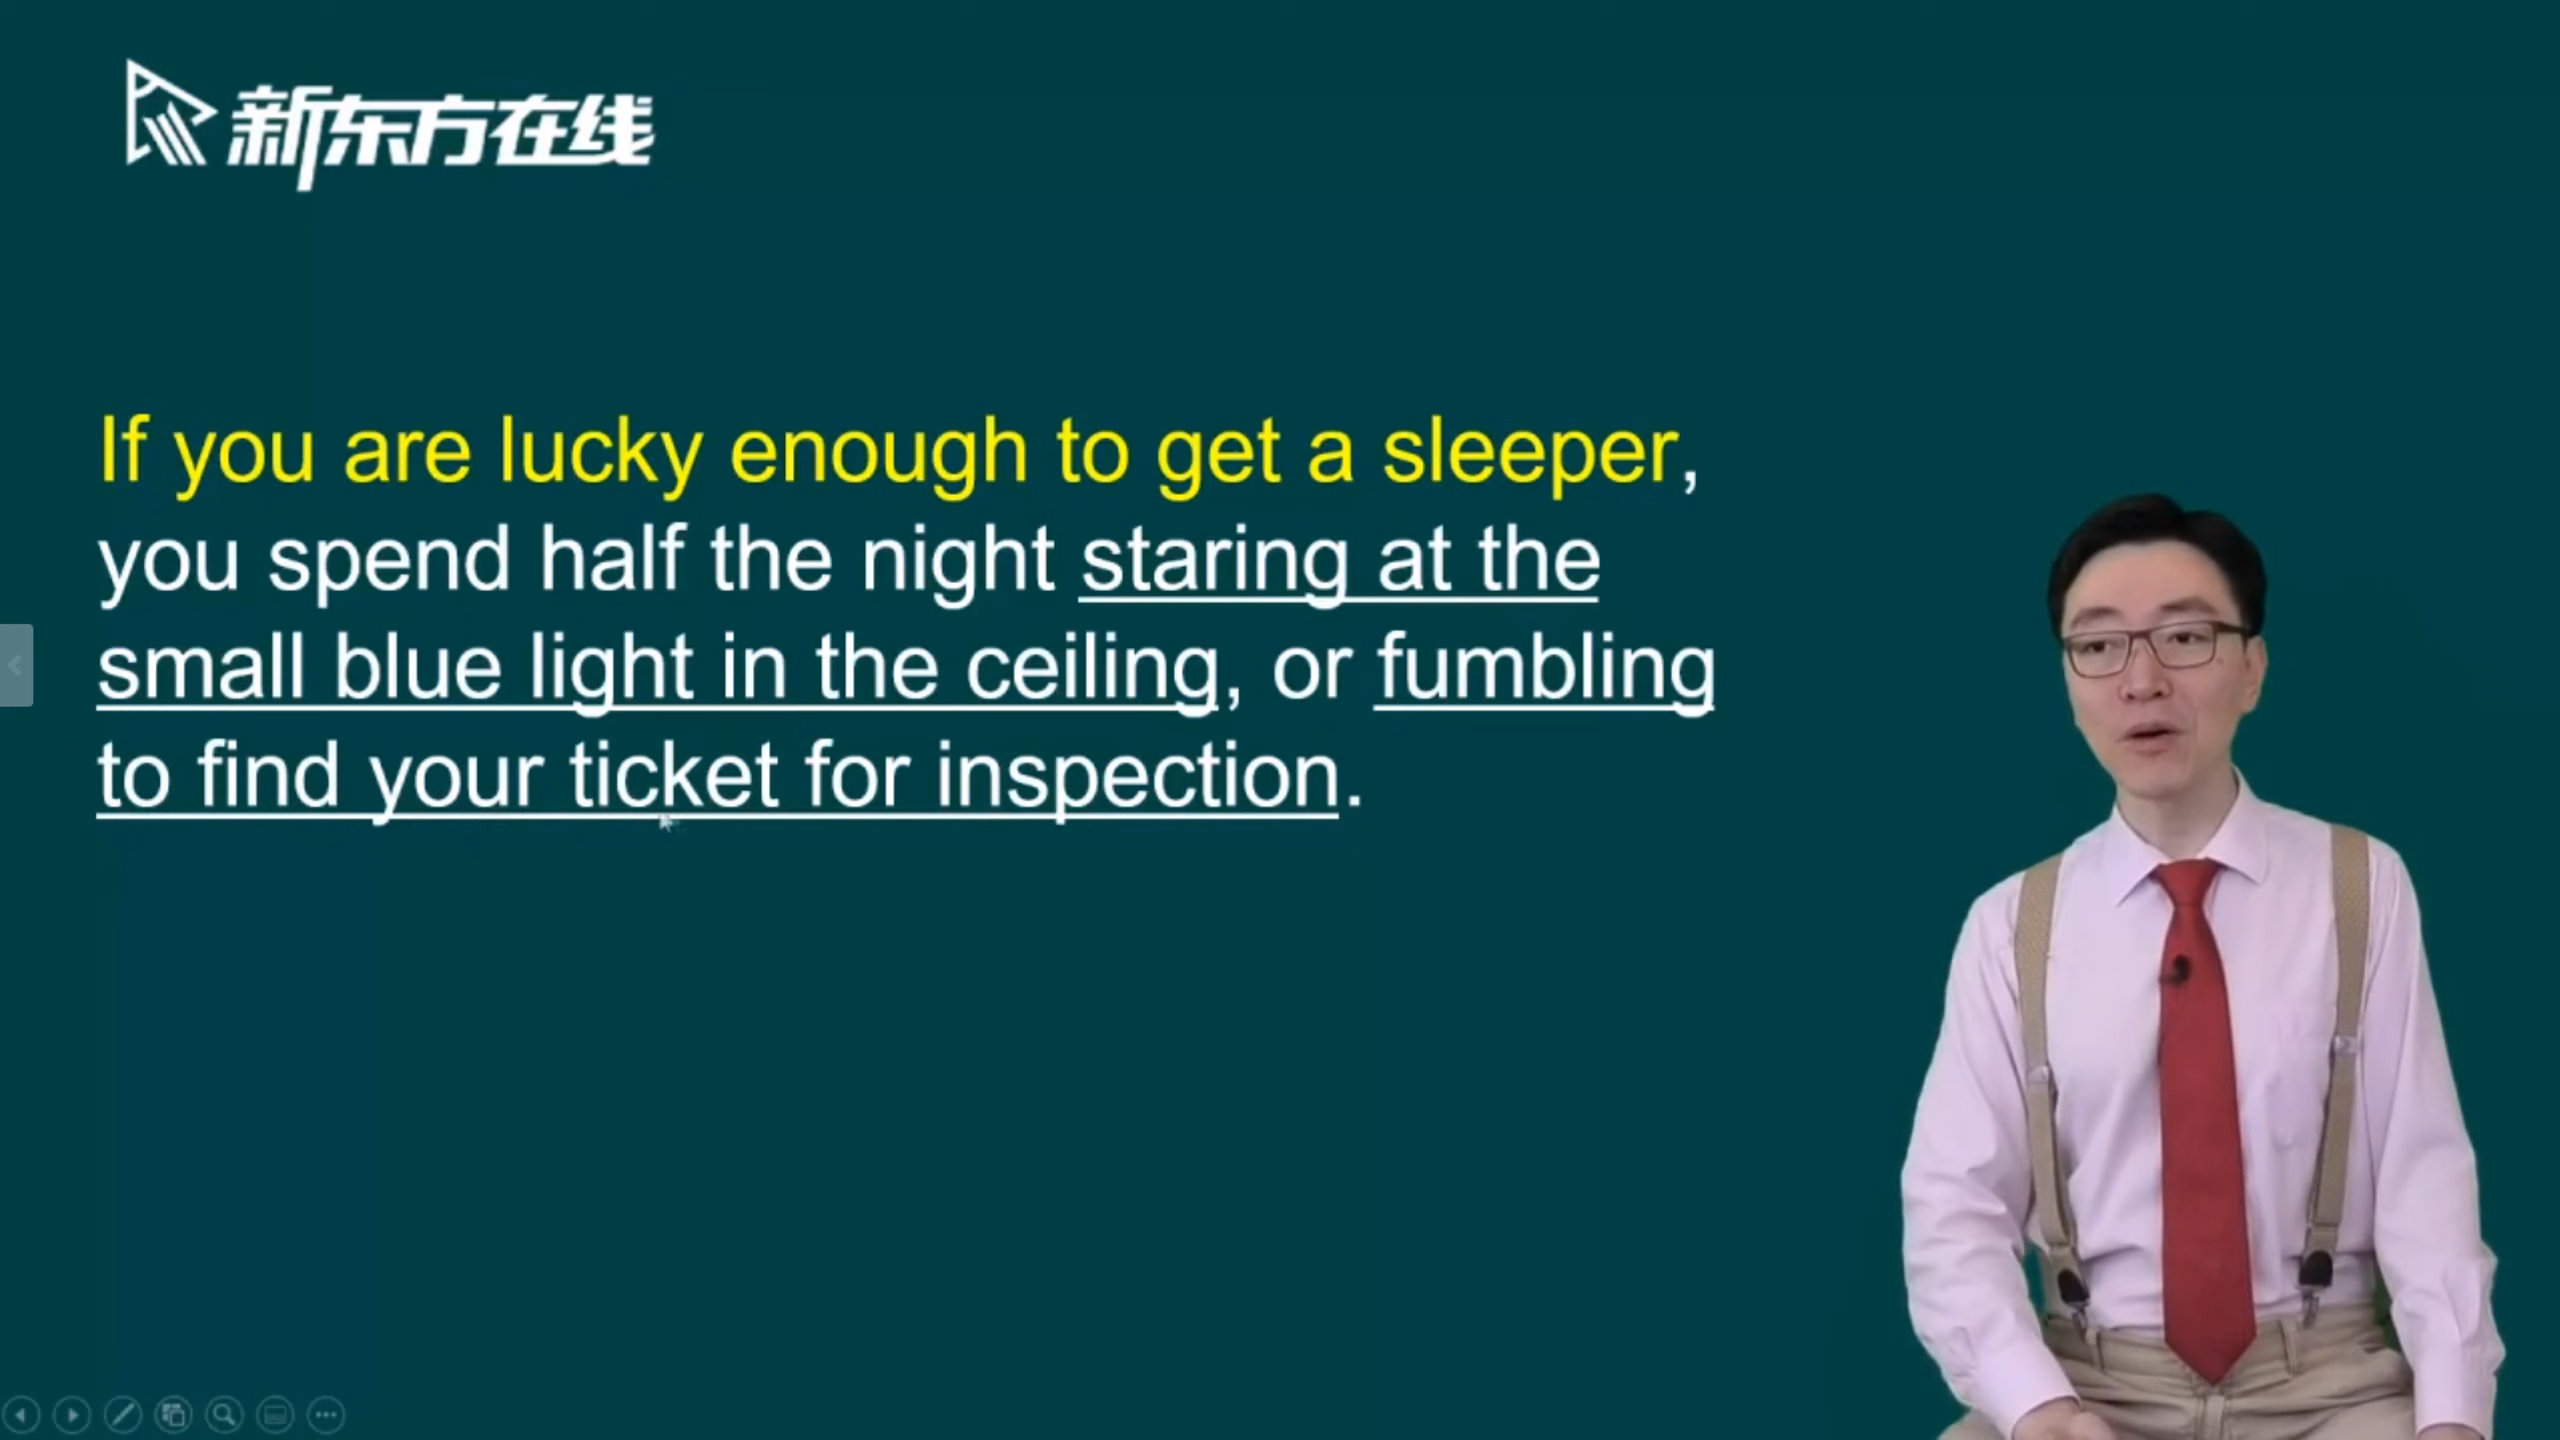 新东方在线
If you are lucky enough to get a sleeper,
you spend half the night staring at the
small blue light in the ceiling, or fumbling
to find your ticket for inspection.